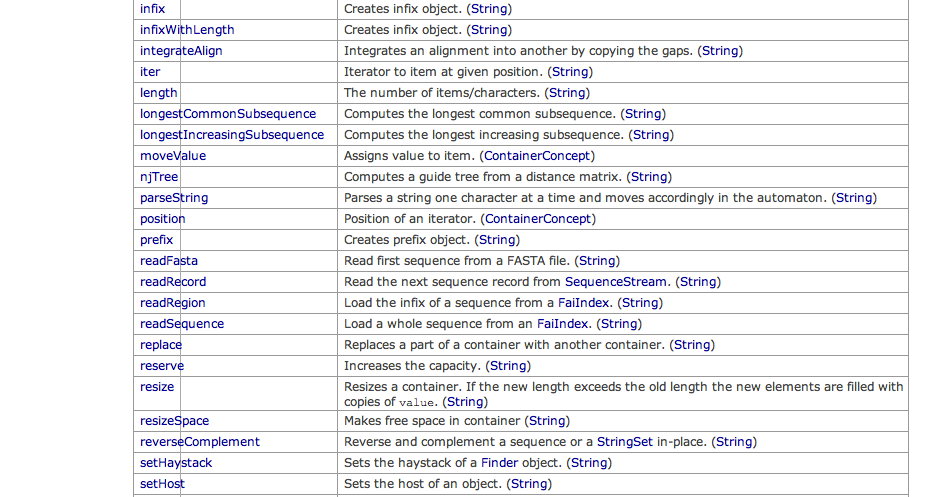 infix Creates infix object. (String)
infixWithLength Creates infix object. (String)
integrateAlign Integrates an alignment into another by copying the gaps. (String)
iter Iterator to item at given position. (String)
length The number of items/characters. (String)
longestCommonSubsequence Computes the longest common subsequence. (String)
longestIncreasingSubsequence Computes the longest increasing subsequence. (String)
moveValue Assigns value to item. (ContainerConcept)
njTree Computes a guide tree from a distance matrix. (String)
parseString Parses a string one character at a time and moves accordingly in the automaton. (String)
position Position of an iterator. (ContainerConcept)
prefix Creates prefix object. (String)
readFasta Read first sequence from a FASTA file. (String)
readRecord Read the next sequence record from SequenceStream. (String)
readRegion Load the infix of a sequence from a FaiIndex. (String)
readSequence Load a whole sequence from an FaiIndex. (String)
replace Replaces a part of a container with another container. (String)
reserve Increases the capacity. (String)
resize Resizes a container. If the new length exceeds the old length the new elements are filled with
copies of value. (String)
resizeSpace Makes free space in container (String)
reverseComplement Reverse and complement a sequence or a StringSet in-place. (String)
setHaystack Sets the haystack of a Finder object. (String)
setHost Sets the host of an object. (String)